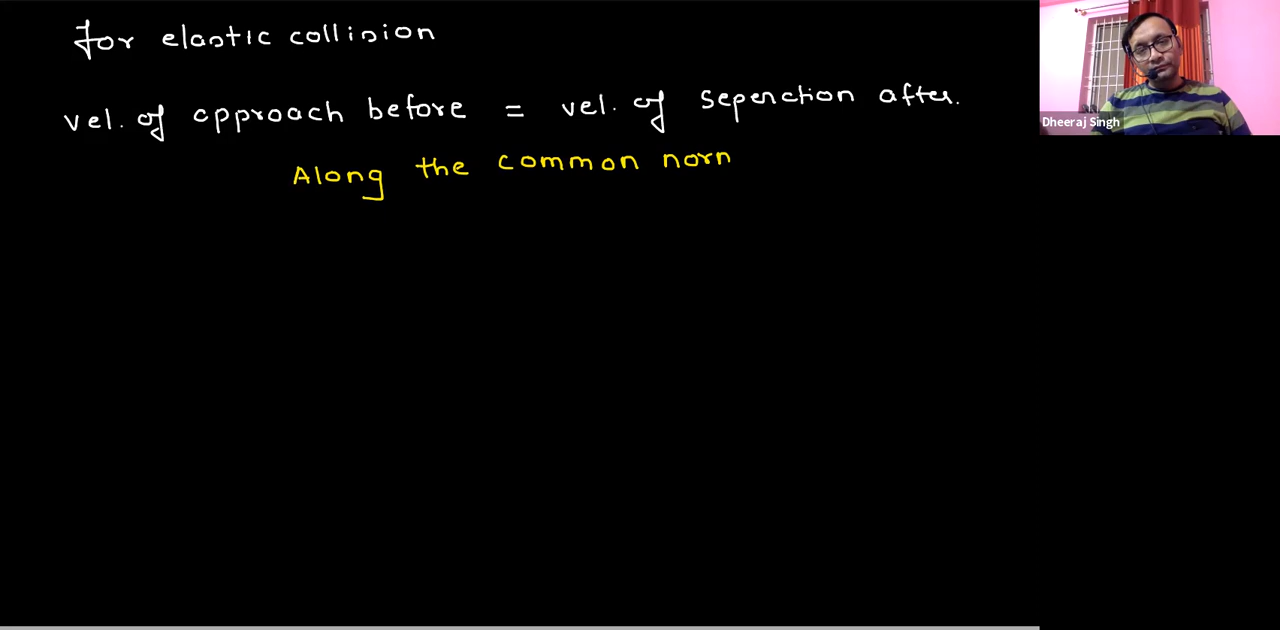 for elastic collision
vel. of approach before = vel. of seperation after.
Along the common norn
Dheeraj Singh